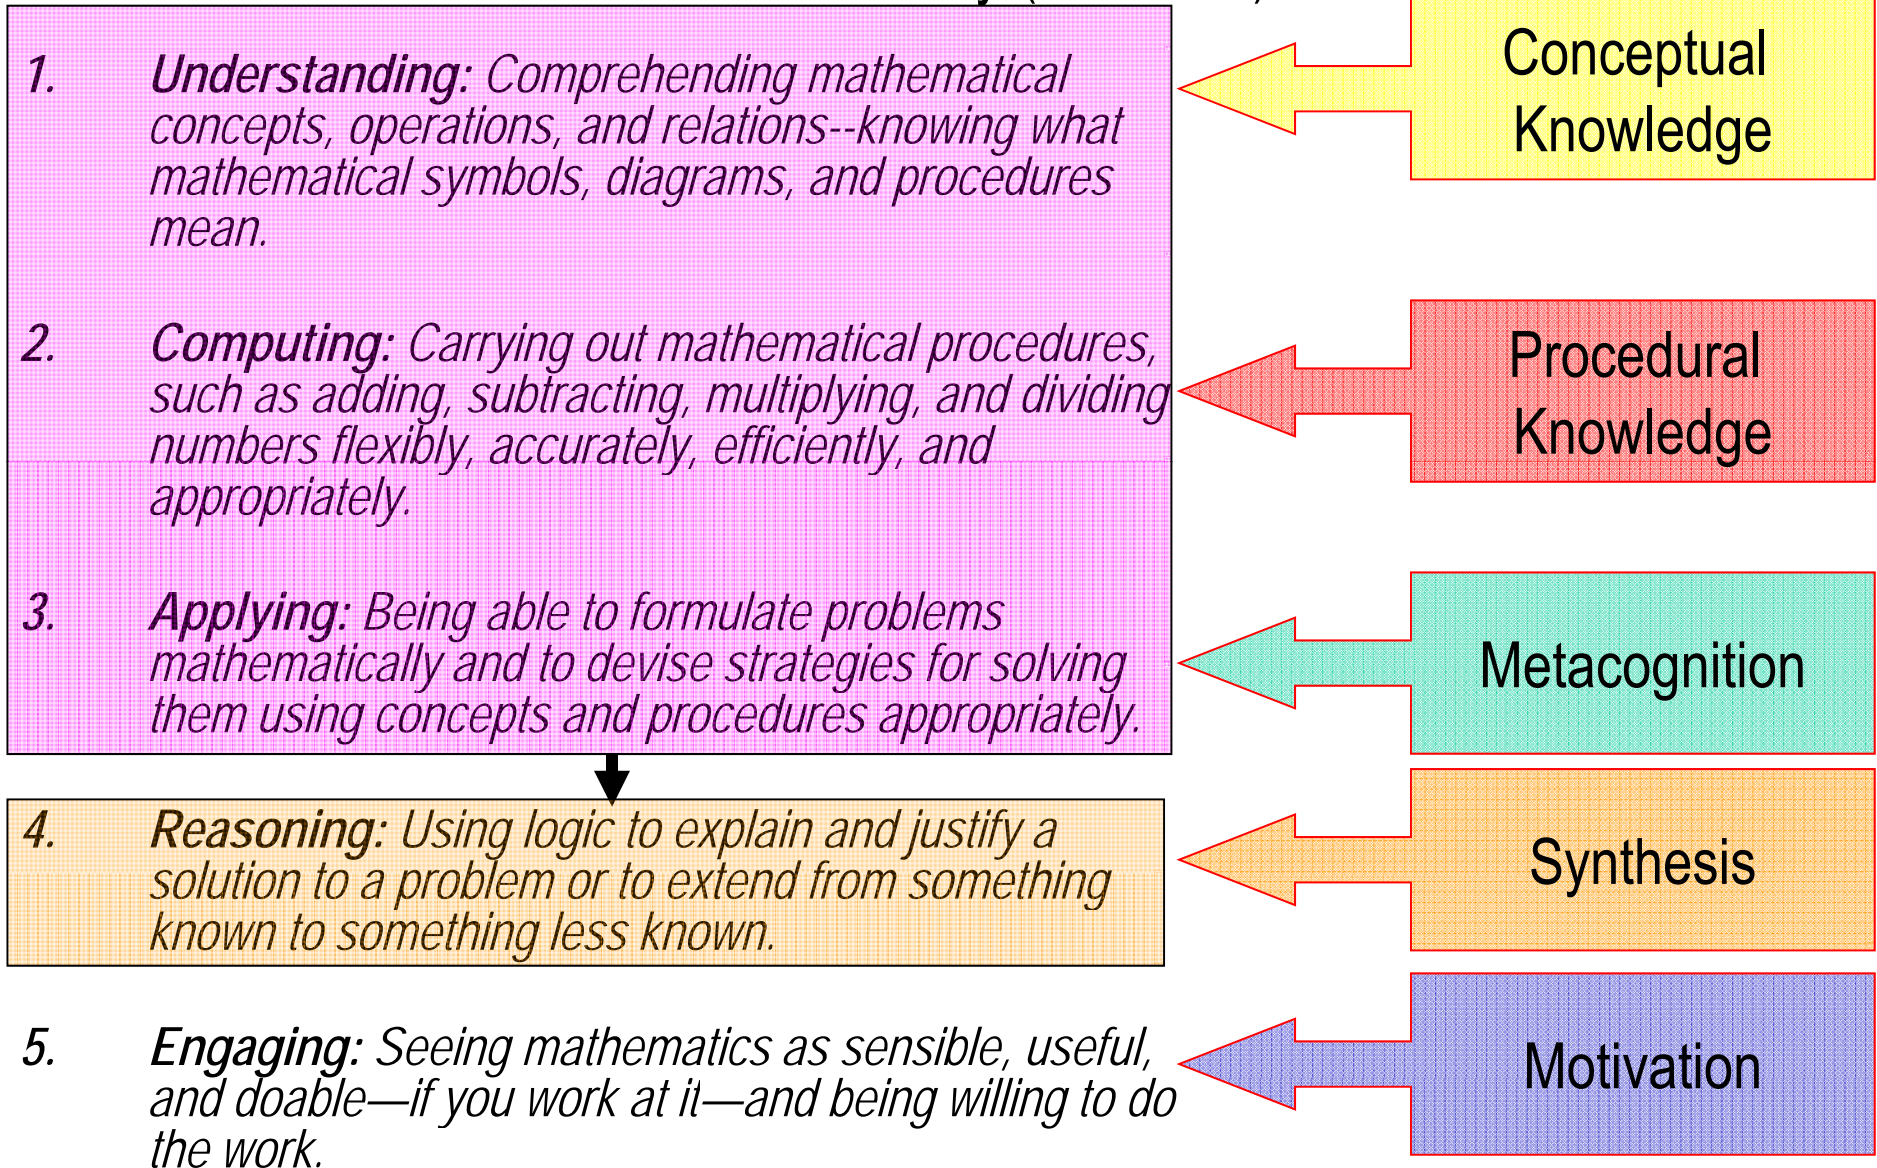 1. Understanding: Comprehending mathematical
concepts, operations, and relations--knowing what
mathematical symbols, diagrams, and procedures
mean.
Conceptual
Knowledge
2. Computing: Carrying out mathematical procedures,
such as adding, subtracting, multiplying, and dividing
numbers flexibly, accurately, efficiently, and
appropriately.
Procedural
Knowledge
3. Applying: Being able to formulate problems
mathematically and to devise strategies for solving
them using concepts and procedures appropriately.
Metacognition
4. Reasoning: Using logic to explain and justify a
solution to a problem or to extend from something
known to something less known.
Synthesis
5. Engaging: Seeing mathematics as sensible, useful,
and doable—if you work at it—and being willing to do
the work.
Motivation